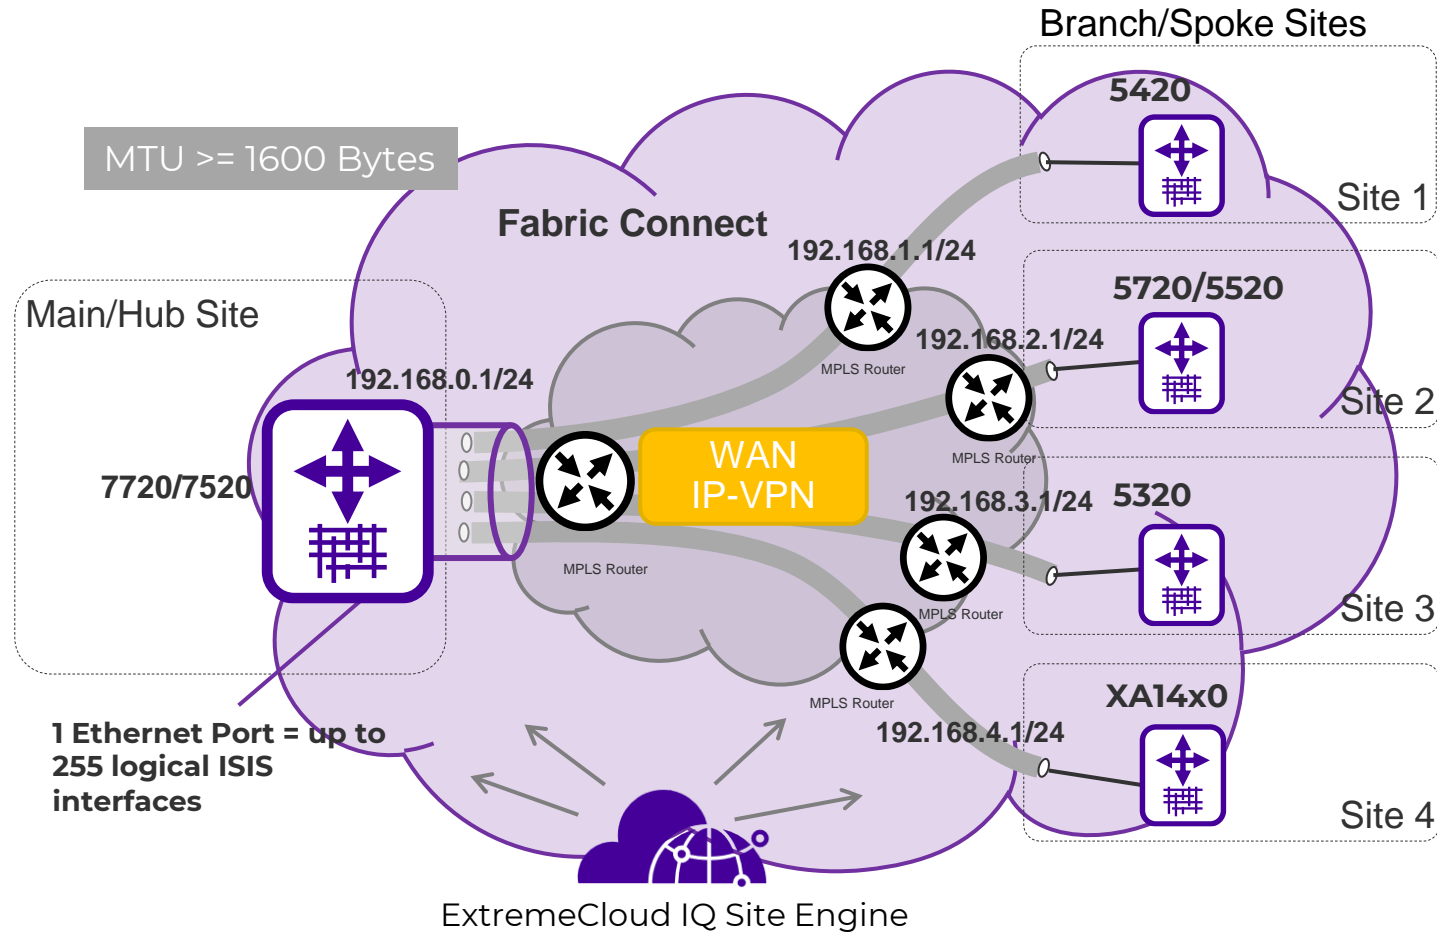 Branch/Spoke Sites
5420
MTU >= 1600 Bytes
Site 1
Fabric Connect
192.168.1.1/24
5720/5520
Main/Hub Site
192.168.2.1/24
MPLS Router
192.168.0.1/24
Site 2
WAN
IP-VPN
MPLS Router
7720/7520
192.168.3.1/24
5320
MPLS Router
Site 3
MPLS Router
XA14x0
MPLS Router
192.168.4.1/24
1 Ethernet Port = up to
255 logical ISIS
interfaces
Site 4
ExtremeCloud IQ Site Engine